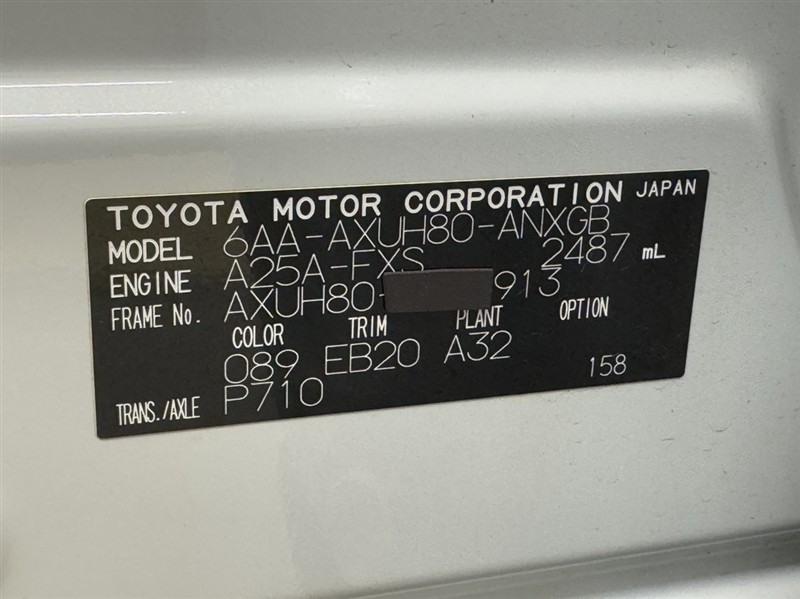 TOYOTA MOTOR CORPORATION JAPAN
MODEL 6AA-AXUH80-ANXGB
ENGINE A25A-FXS 2487 mL
FRAME No. AXUH80- 913
COLOR TRIM PLANT OPTION
089 EB20 A32
TRANS./AXLE P710 158